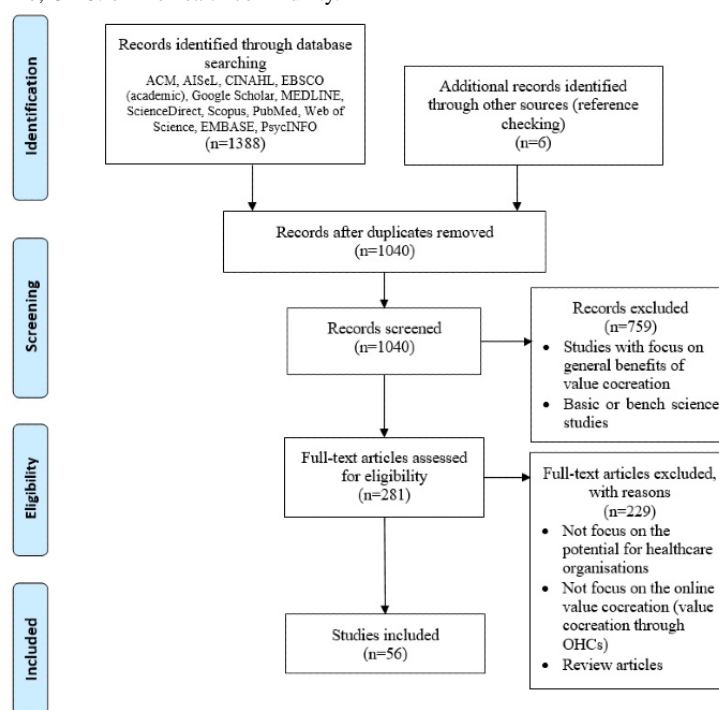 Identification
Records identified through database
searching
ACM, AISeL, CINAHL, EBSCO
(academic), Google Scholar, MEDLINE,
ScienceDirect, Scopus, PubMed, Web of
Science, EMBASE, PsycINFO
(n=1388)
Additional records identified
through other sources (reference
checking)
(n=6)
Records after duplicates removed
(n=1040)
Screening
Records screened
(n=1040)
Records excluded
(n=759)
• Studies with focus on
general benefits of
value cocreation
• Basic or bench science
studies
Eligibility
Full-text articles assessed
for eligibility
(n=281)
Full-text articles excluded,
with reasons
(n=229)
• Not focus on the
potential for healthcare
organisations
• Not focus on the online
value cocreation (value
cocreation through
OHCs)
• Review articles
Included
Studies included
(n=56)